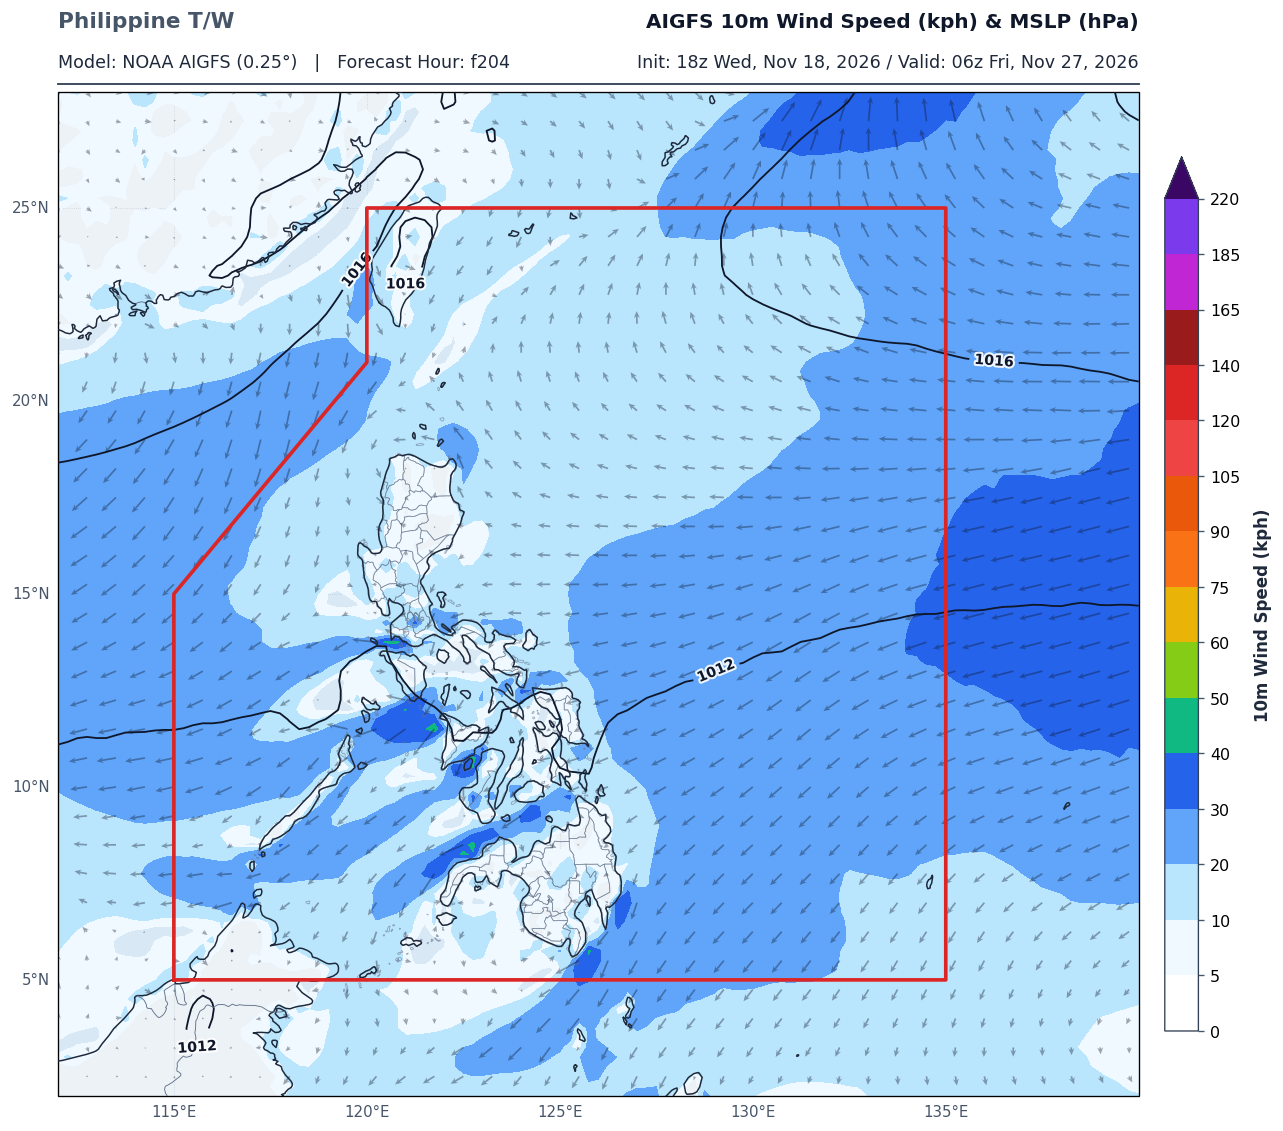 Philippine T/W
AIGFS 10m Wind Speed (kph) & MSLP (hPa)
Model: NOAA AIGFS (0.25°) | Forecast Hour: f204
Init: 18z Wed, Nov 18, 2026 / Valid: 06z Fri, Nov 27, 2026
25°N
20°N
15°N
10°N
5°N
1016
1016
1016
1012
1012
115°E
120°E
125°E
130°E
135°E
220
185
165
140
120
105
90
75
60
50
40
30
20
10
5
0
10m Wind Speed (kph)